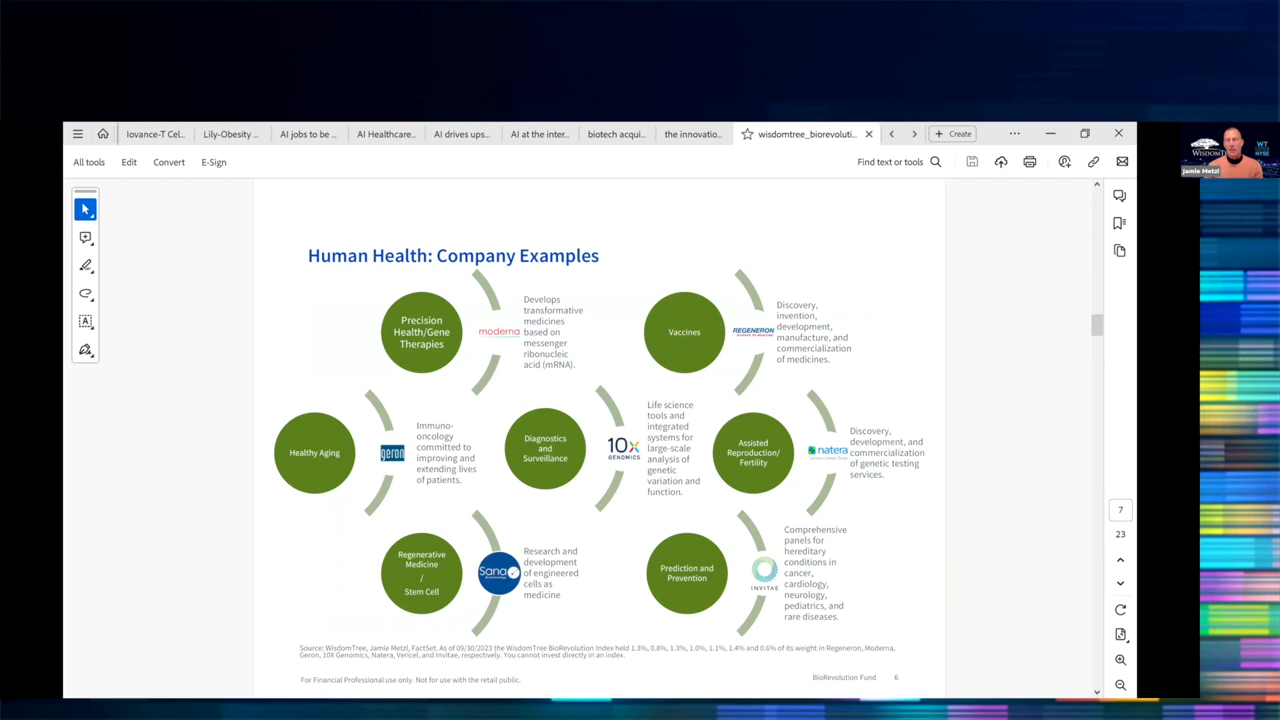 Iovance-T Cel...
Lily-Obesity ...
AI jobs to be ...
AI Healthcare...
AI drives ups...
AI at the inter...
biotech acqui...
the innovatio...
wisdomtree_biorevoluti...
Create
All tools
Edit
Convert
E-Sign
Find text or tools
WISDOMTR
WT
NYSE
Jamie Metzl
Human Health: Company Examples
Precision
Health/Gene
Therapies
moderna
Develops
transformative
medicines
based on
messenger
ribonucleic
acid (mRNA).
Vaccines
REGENERON
SCIENCE TO MEDICINE
Discovery,
invention,
development,
manufacture, and
commercialization
of medicines.
Healthy Aging
geron
Immuno-
oncology
committed to
improving and
extending lives
of patients.
Diagnostics
and
Surveillance
10x
GENOMICS
Life science
tools and
integrated
systems for
large-scale
analysis of
genetic
variation and
function.
Assisted
Reproduction/
Fertility
natera
Discovery,
development, and
commercialization
of genetic testing
services.
Regenerative
Medicine
/
Stem Cell
Sana
Biotechnology
Research and
development
of engineered
cells as
medicine
Prediction and
Prevention
INVITAE
Comprehensive
panels for
hereditary
conditions in
cancer,
cardiology,
neurology,
pediatrics, and
rare diseases.
7
23
Source: WisdomTree, Jamie Metzl, FactSet. As of 09/30/2023 the WisdomTree BioRevolution Index held 1.3%, 0.8%, 1.3%, 1.0%, 1.1%, 1.4% and 0.6% of its weight in Regeneron, Moderna,
Geron, 10X Genomics, Natera, Vericel, and Invitae, respectively. You cannot invest directly in an index.
For Financial Professional use only. Not for use with the retail public.
BioRevolution Fund 6